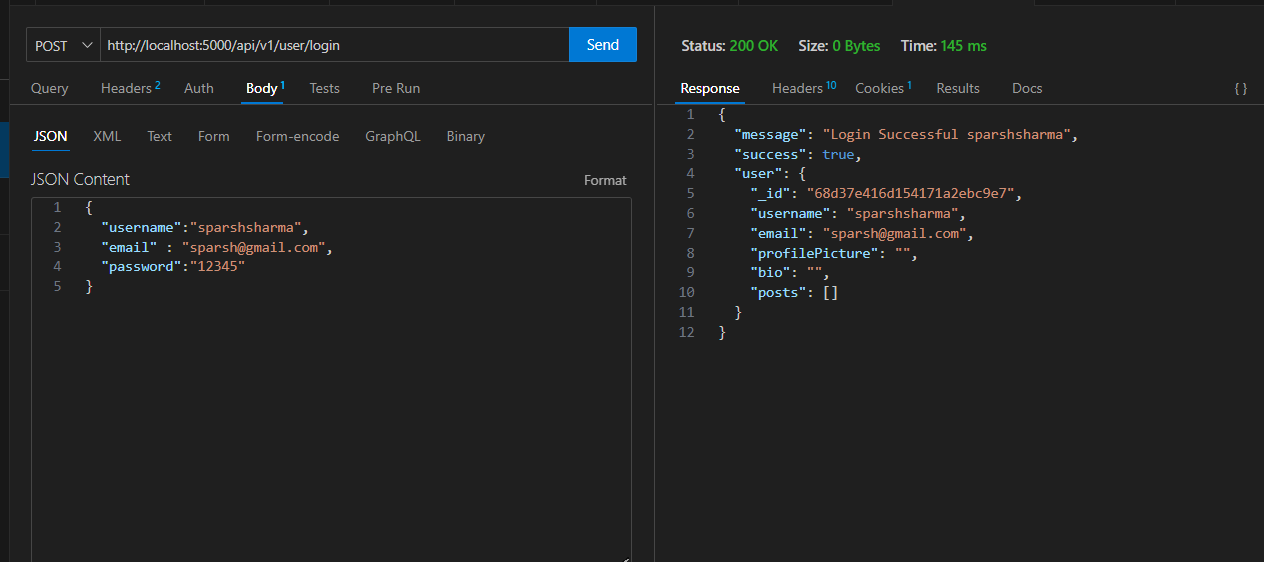 POST http://localhost:5000/api/v1/user/login Send
Query Headers 2 Auth Body 1 Tests Pre Run
JSON XML Text Form Form-encode GraphQL Binary
JSON Content Format
1 {
2 "username":"sparshsharma",
3 "email" : "sparsh@gmail.com",
4 "password":"12345"
5 }
Status: 200 OK Size: 0 Bytes Time: 145 ms
Response Headers 10 Cookies 1 Results Docs { }
1 {
2 "message": "Login Successful sparshsharma",
3 "success": true,
4 "user": {
5 "_id": "68d37e416d154171a2ebc9e7",
6 "username": "sparshsharma",
7 "email": "sparsh@gmail.com",
8 "profilePicture": "",
9 "bio": "",
10 "posts": []
11 }
12 }